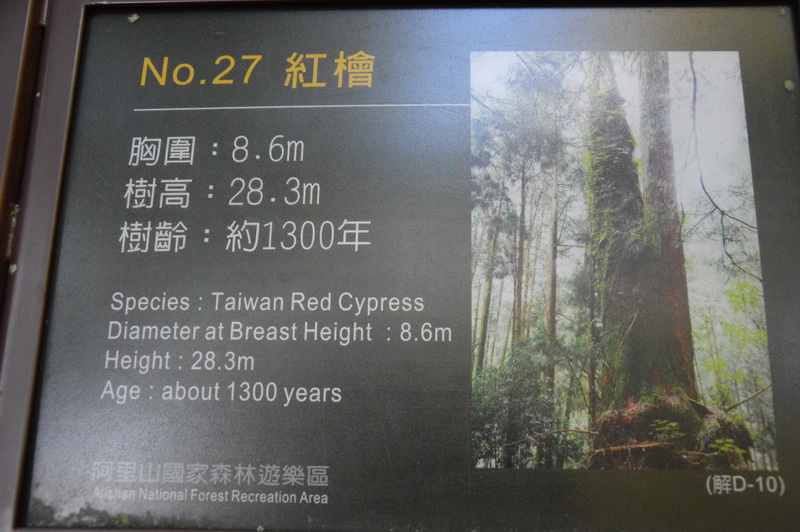 No.27 紅檜
胸圍：8.6m
樹高：28.3m
樹齡：約1300年
Species : Taiwan Red Cypress
Diameter at Breast Height : 8.6m
Height : 28.3m
Age : about 1300 years
阿里山國家森林遊樂區
Alishan National Forest Recreation Area
(解D-10)